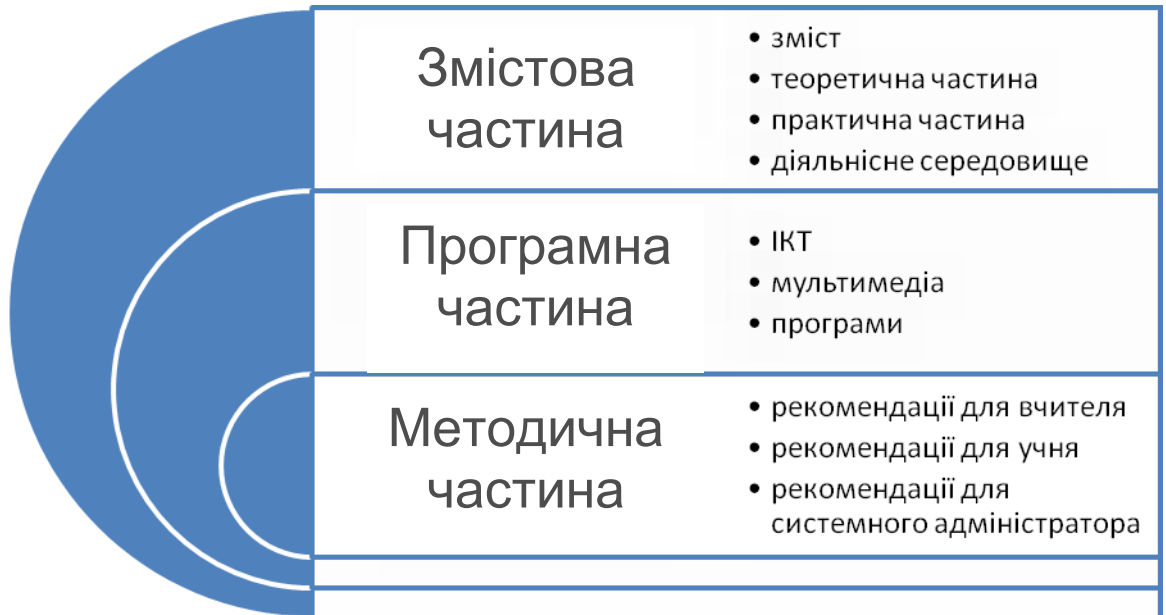 Змістова
частина
• зміст
• теоретична частина
• практична частина
• діяльнісне середовище
Програмна
частина
• ІКТ
• мультимедіа
• програми
Методична
частина
• рекомендації для вчителя
• рекомендації для учня
• рекомендації для
системного адміністратора